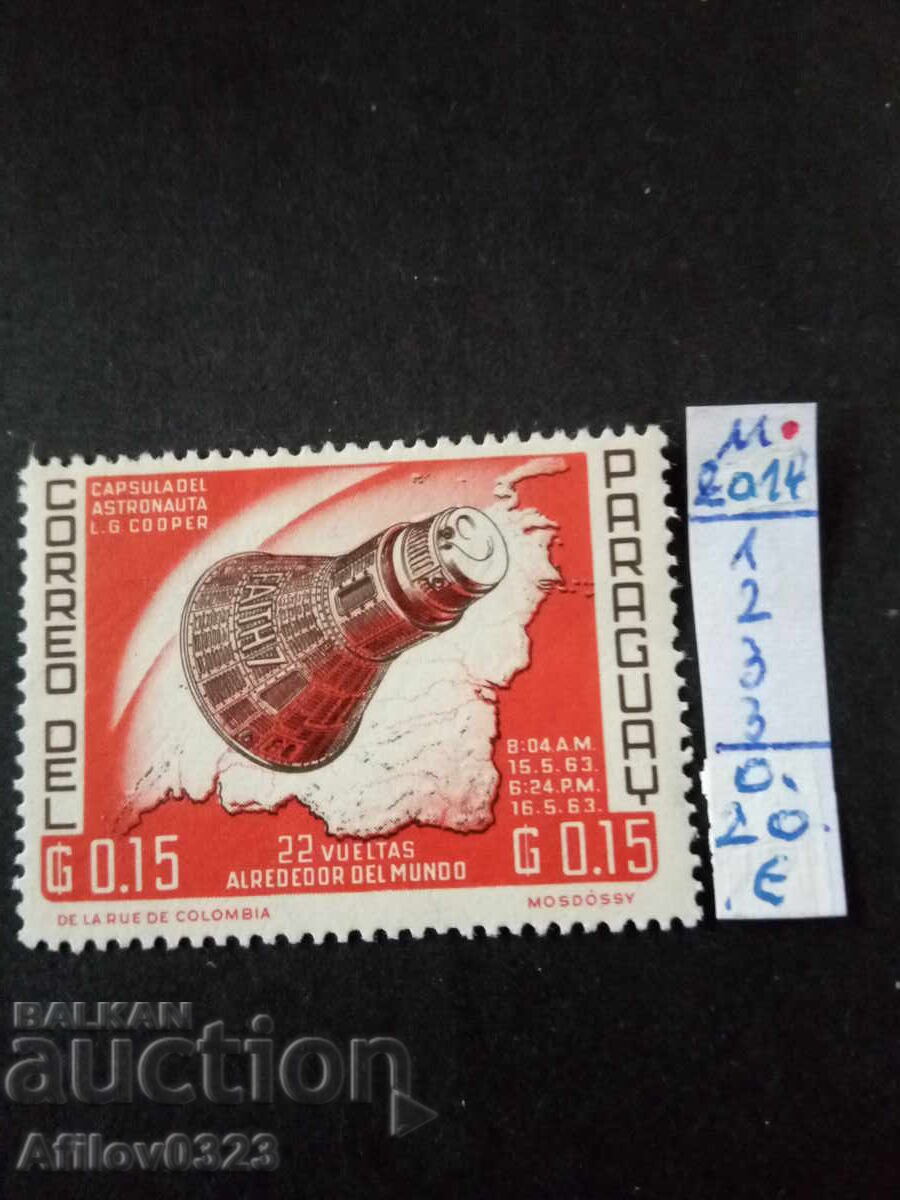 CAPSULA DEL
ASTRONAUTA
L.G. COOPER
CORREO DEL
PARAGUAY
FAITH 7
8:04 A.M.
15.5.63.
6:24.P.M.
16.5.63.
22 VUELTAS
ALREDEDOR DEL MUNDO
₲ 0.15
₲ 0.15
DE LA RUE DE COLOMBIA
MOSDÓSSY
11.
2014
1
2
3
3
0.
20.
E
BALKAN
auction
Afilov0323